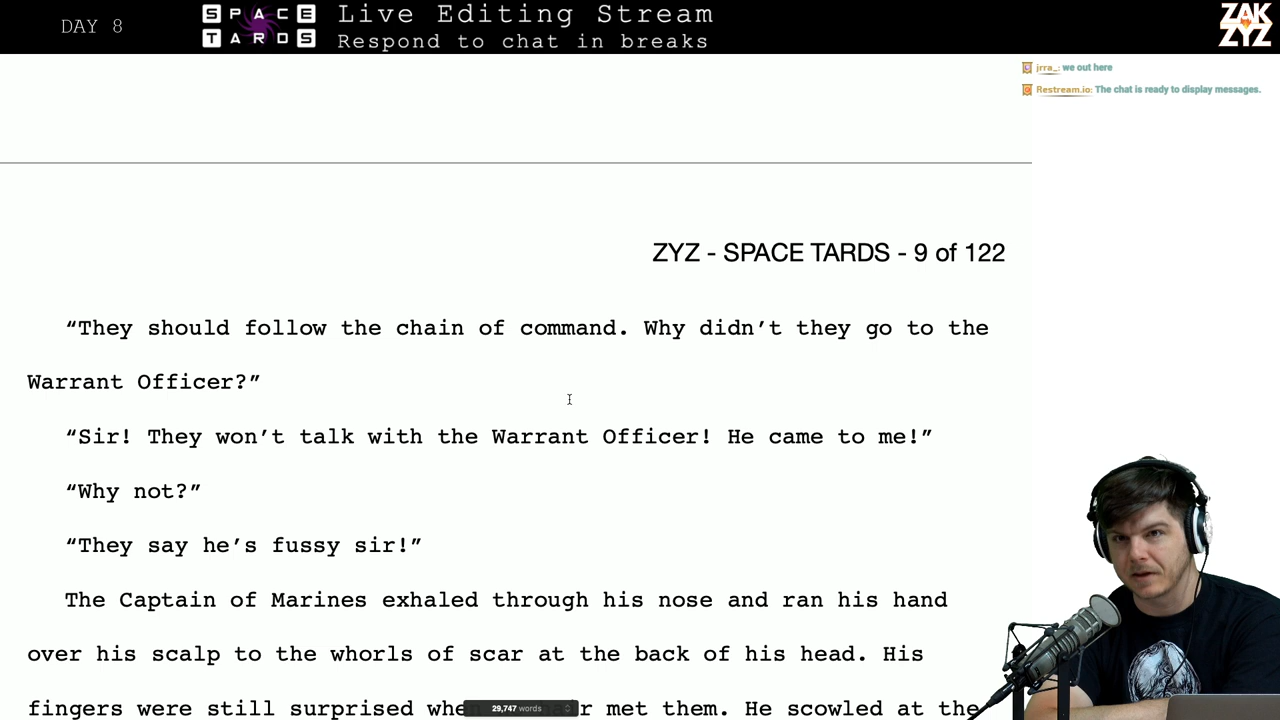 DAY 8
SPACE
TARDS
Live Editing Stream
Respond to chat in breaks
ZAK
ZYZ
jrra_: we out here
Restream.io: The chat is ready to display messages.
ZYZ - SPACE TARDS - 9 of 122
“They should follow the chain of command. Why didn’t they go to the
Warrant Officer?”
“Sir! They won’t talk with the Warrant Officer! He came to me!”
“Why not?”
“They say he’s fussy sir!”
The Captain of Marines exhaled through his nose and ran his hand
over his scalp to the whorls of scar at the back of his head. His
fingers were still surprised met them. He scowled at the
29,747 words